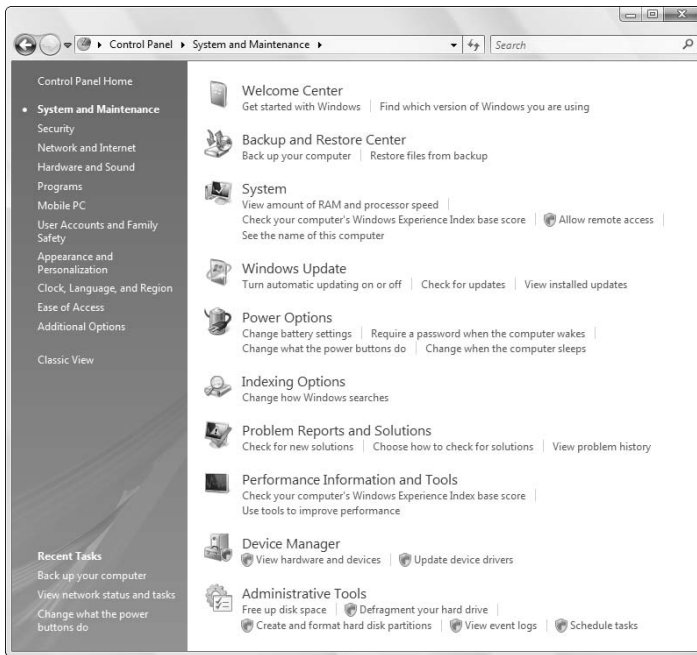 Control Panel ▸ System and Maintenance ▸
Search
Control Panel Home
System and Maintenance
Security
Network and Internet
Hardware and Sound
Programs
Mobile PC
User Accounts and Family
Safety
Appearance and
Personalization
Clock, Language, and Region
Ease of Access
Additional Options
Classic View
Recent Tasks
Back up your computer
View network status and tasks
Change what the power
buttons do
Welcome Center
Get started with Windows | Find which version of Windows you are using
Backup and Restore Center
Back up your computer | Restore files from backup
System
View amount of RAM and processor speed |
Check your computer's Windows Experience Index base score | Allow remote access |
See the name of this computer
Windows Update
Turn automatic updating on or off | Check for updates | View installed updates
Power Options
Change battery settings | Require a password when the computer wakes |
Change what the power buttons do | Change when the computer sleeps
Indexing Options
Change how Windows searches
Problem Reports and Solutions
Check for new solutions | Choose how to check for solutions | View problem history
Performance Information and Tools
Check your computer's Windows Experience Index base score |
Use tools to improve performance
Device Manager
View hardware and devices | Update device drivers
Administrative Tools
Free up disk space | Defragment your hard drive |
Create and format hard disk partitions | View event logs | Schedule tasks